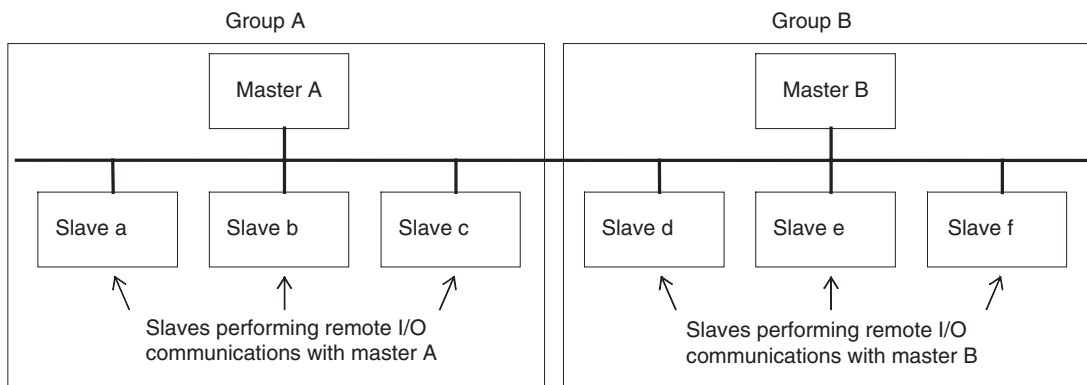 Group A
Group B
Master A
Master B
Slave a
Slave b
Slave c
Slave d
Slave e
Slave f
Slaves performing remote I/O
communications with master A
Slaves performing remote I/O
communications with master B